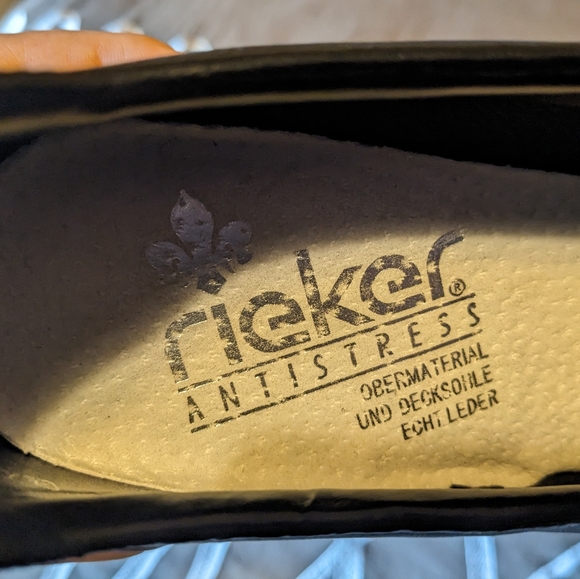 rieker®
ANTISTRESS
OBERMATERIAL
UND DECKSOHLE
ECHT LEDER